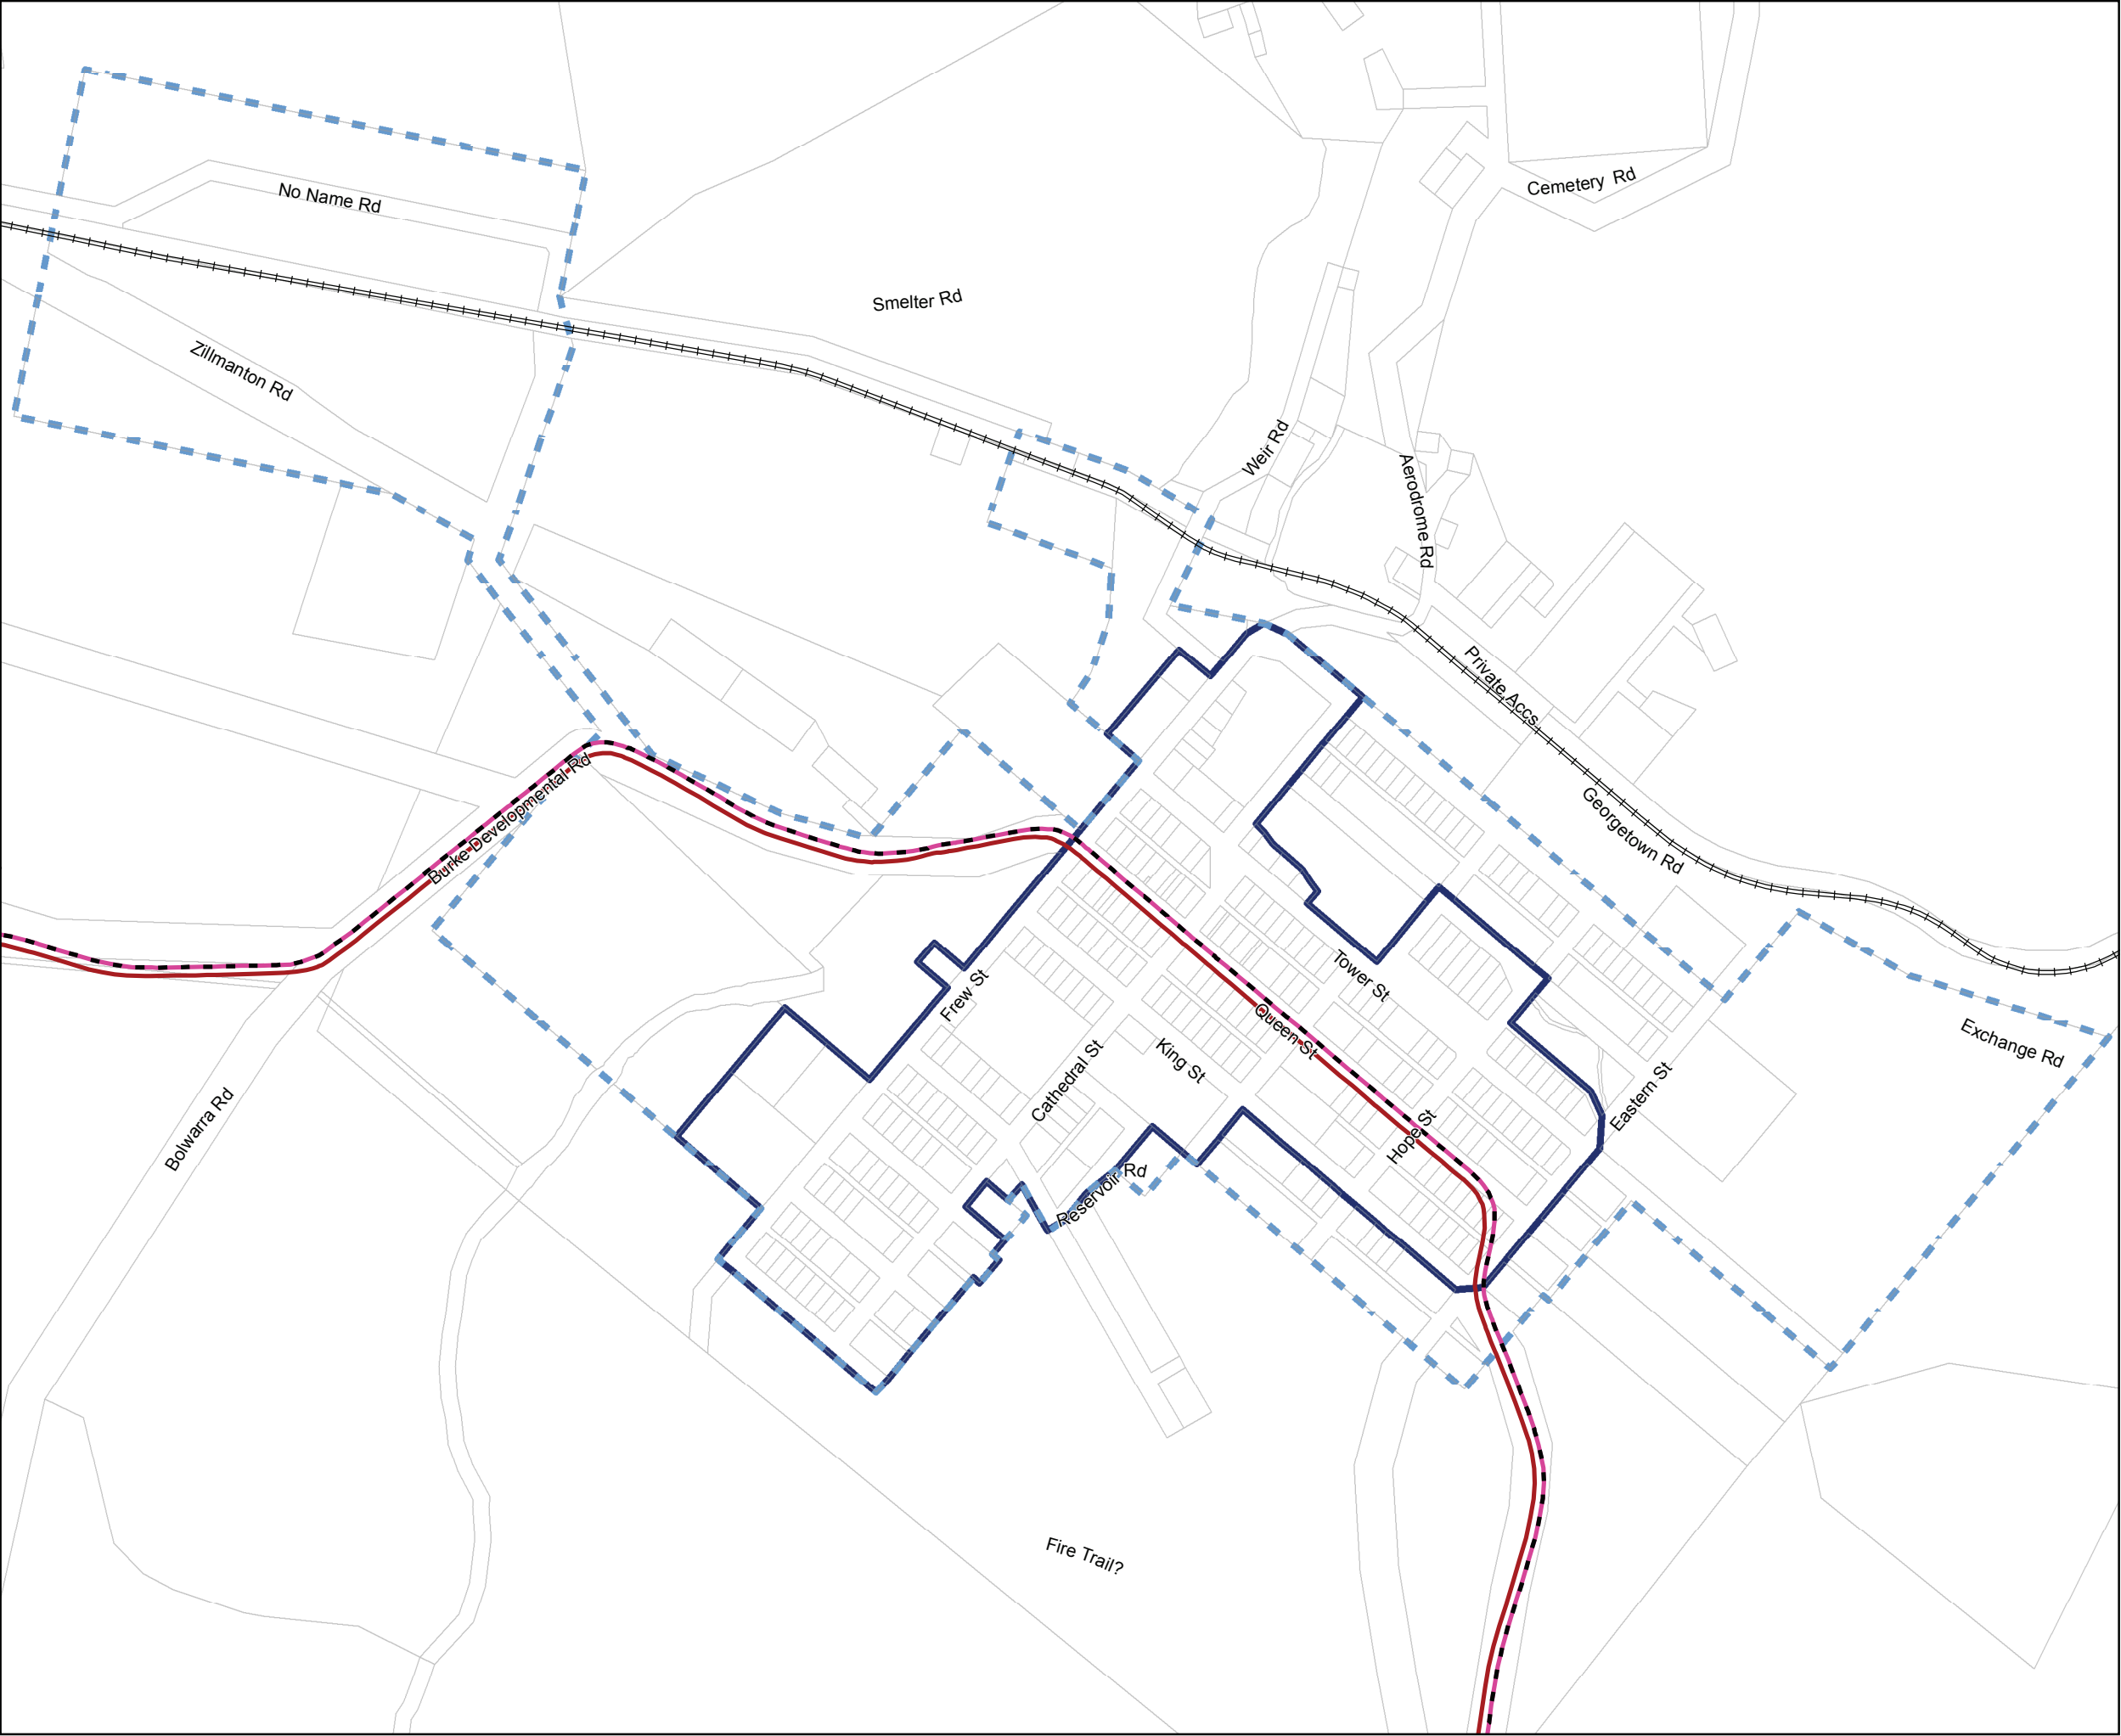 Cemetery Rd
No Name Rd
Smelter Rd
Zillmanton Rd
Weir Rd
Aerodrome Rd
Private Accs
Burke Developmental Rd
Georgetown Rd
Frew St
Tower St
Queen St
Exchange Rd
Cathedral St
King St
Eastern St
Bolwarra Rd
Hope St
Reservoir Rd
Fire Trail?